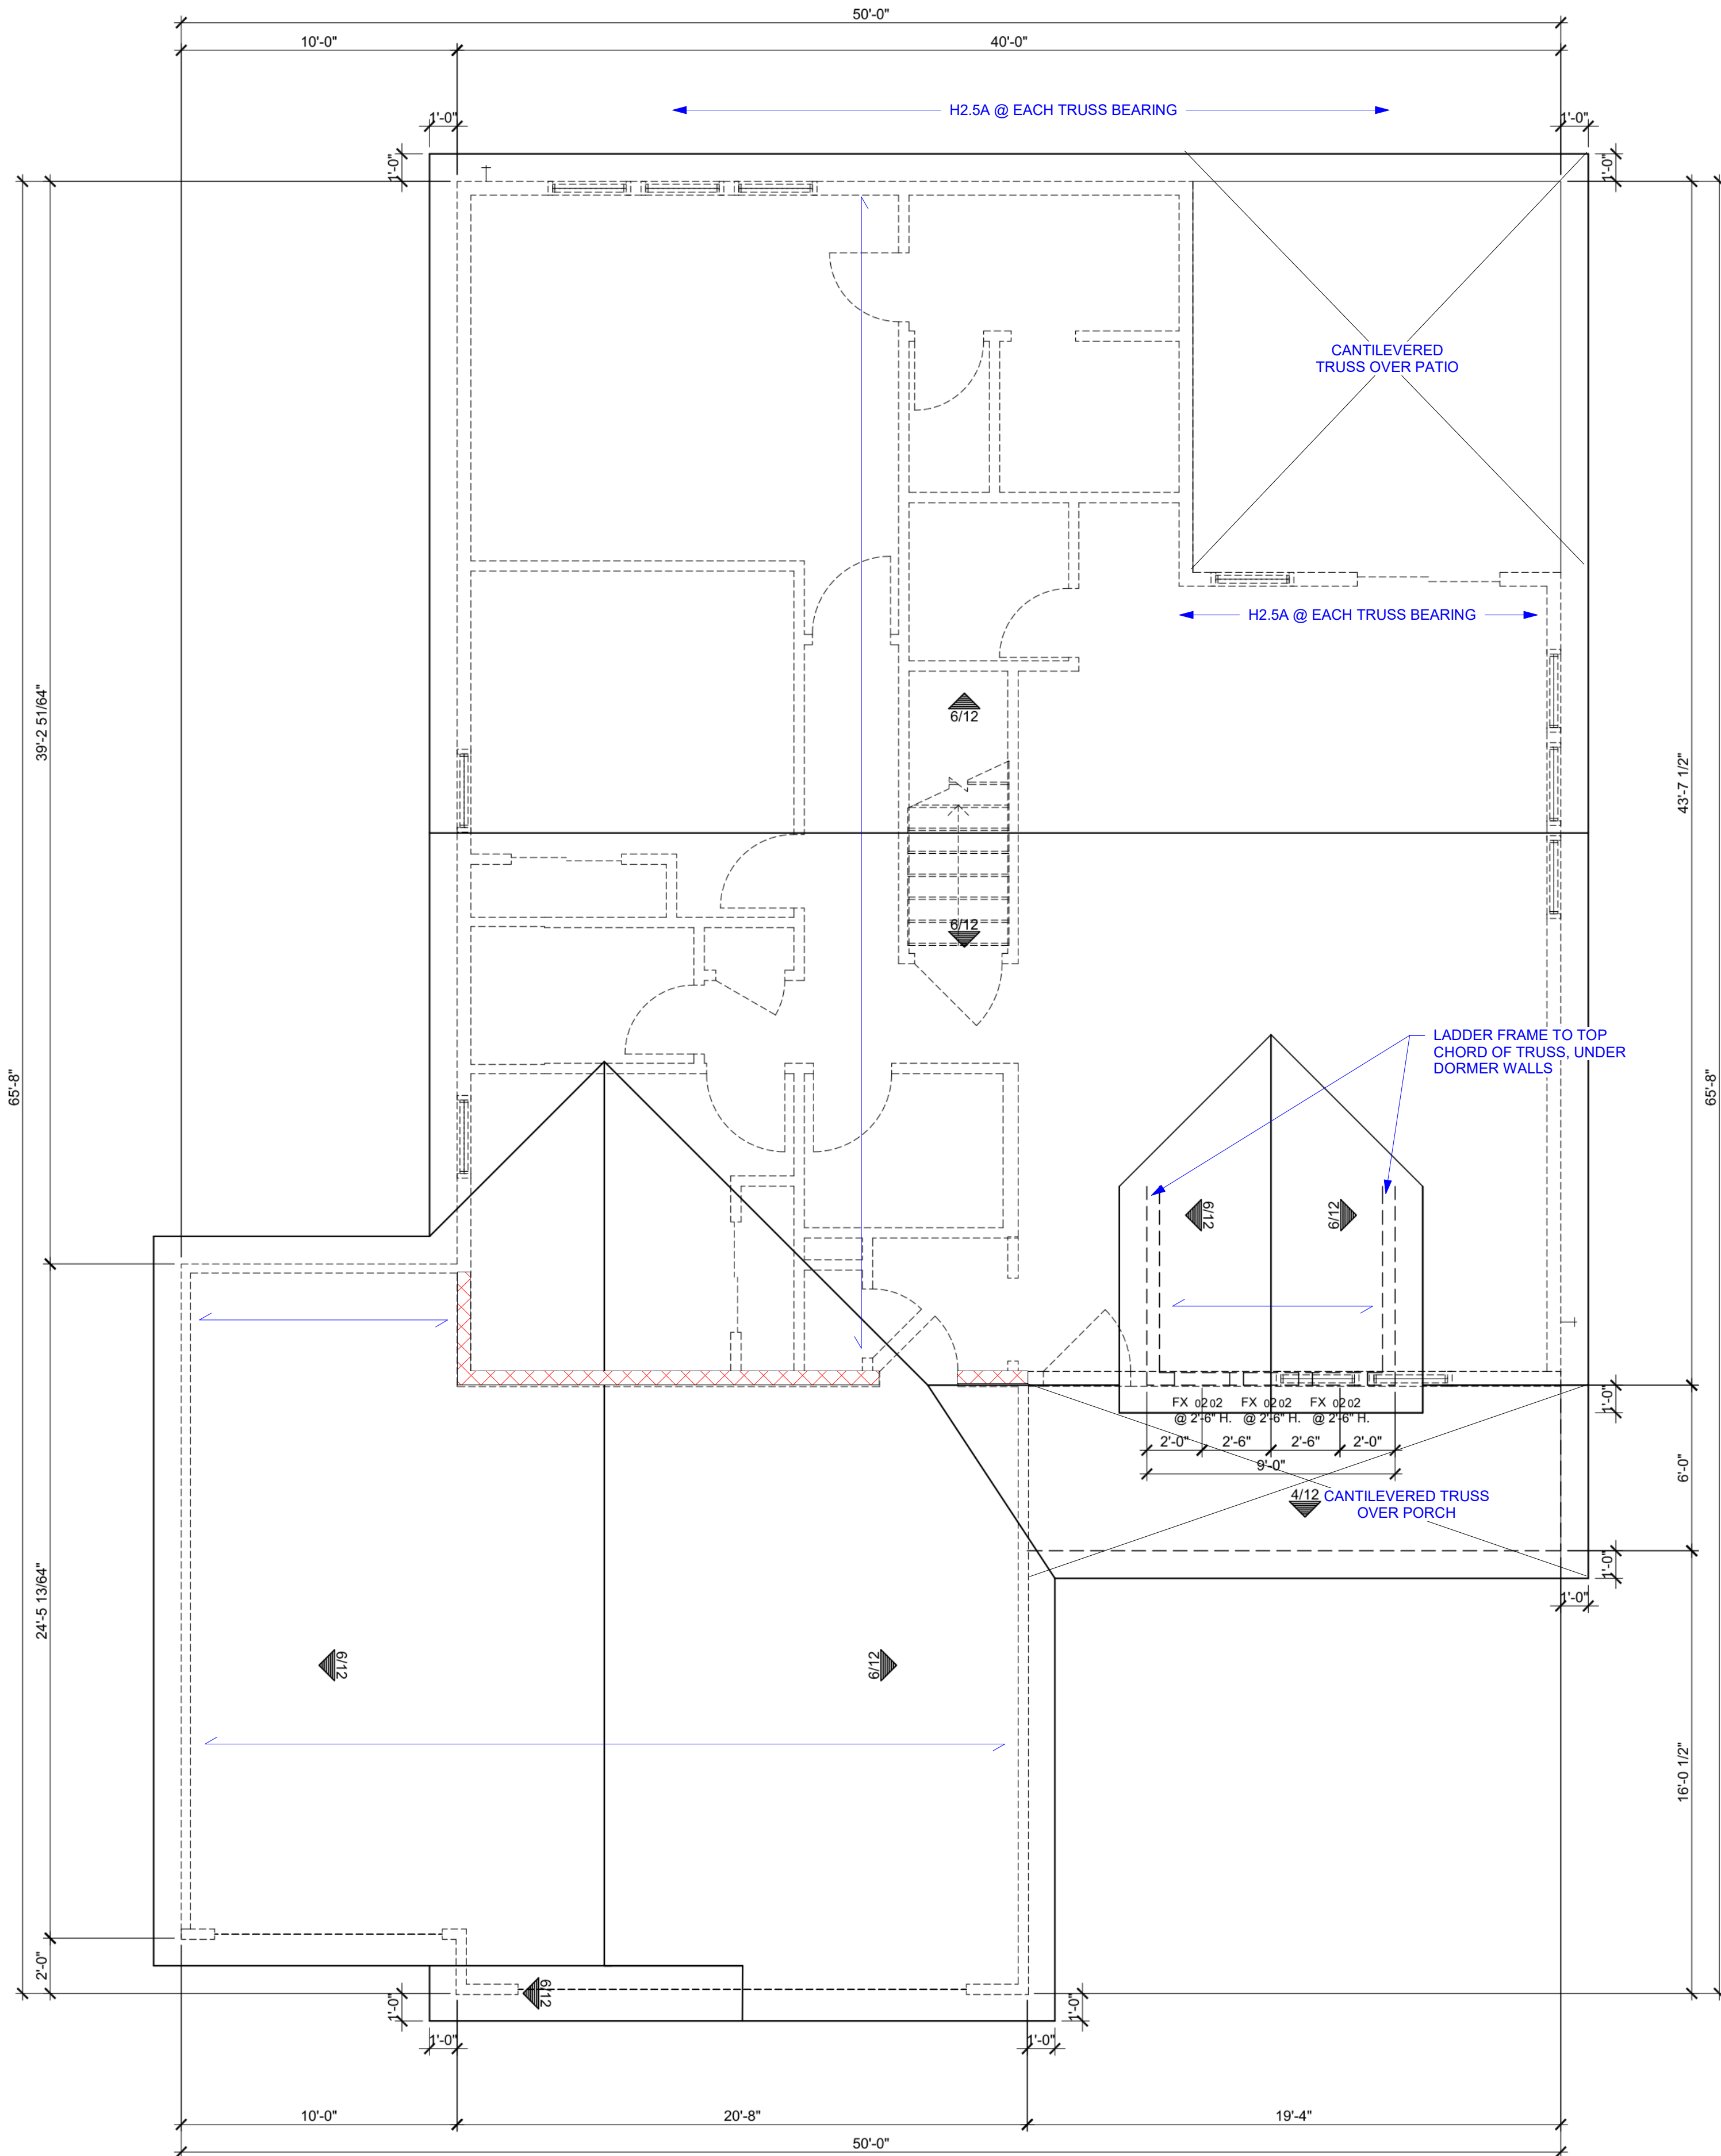 50'-0"
10'-0"
40'-0"
H2.5A @ EACH TRUSS BEARING
1'-0"
1'-0"
1'-0"
1'-0"
CANTILEVERED
TRUSS OVER PATIO
H2.5A @ EACH TRUSS BEARING
39'-2 51/64"
6/12
43'-7 1/2"
6/12
LADDER FRAME TO TOP
CHORD OF TRUSS, UNDER
DORMER WALLS
65'-8"
65'-8"
6/12
6/12
FX 0202
@ 2'-6" H.
FX 0202
@ 2'-6" H.
FX 0202
@ 2'-6" H.
1'-0"
2'-0"
2'-6"
2'-6"
2'-0"
9'-0"
6'-0"
4/12
CANTILEVERED TRUSS
OVER PORCH
1'-0"
1'-0"
24'-5 13/64"
6/12
6/12
16'-0 1/2"
2'-0"
6/12
1'-0"
1'-0"
1'-0"
1'-0"
10'-0"
20'-8"
19'-4"
50'-0"